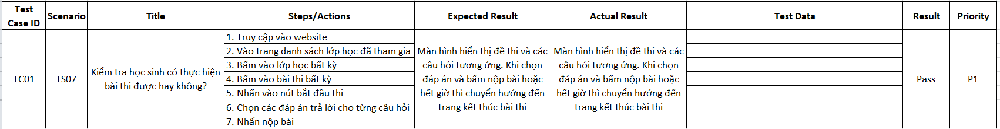 Test Case ID
Scenario
Title
Steps/Actions
Expected Result
Actual Result
Test Data
Result
Priority
TC01
TS07
Kiểm tra học sinh có thực hiện
bài thi được hay không?
1. Truy cập vào website
2. Vào trang danh sách lớp học đã tham gia
3. Bấm vào lớp học bất kỳ
4. Bấm vào bài thi bất kỳ
5. Nhấn vào nút bắt đầu thi
6. Chọn các đáp án trả lời cho từng câu hỏi
7. Nhấn nộp bài
Màn hình hiển thị đề thi và các
câu hỏi tương ứng. Khi chọn
đáp án và bấm nộp bài hoặc
hết giờ thì chuyển hướng đến
trang kết thúc bài thi
Màn hình hiển thị đề thi và các
câu hỏi tương ứng. Khi chọn
đáp án và bấm nộp bài hoặc
hết giờ thì chuyển hướng đến
trang kết thúc bài thi
Pass
P1